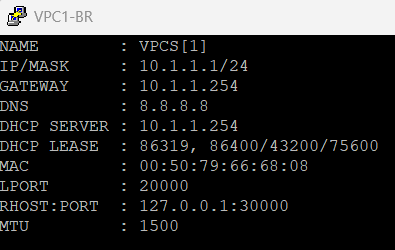 VPC1-BR
NAME        : VPCS[1]
IP/MASK     : 10.1.1.1/24
GATEWAY     : 10.1.1.254
DNS         : 8.8.8.8
DHCP SERVER : 10.1.1.254
DHCP LEASE  : 86319, 86400/43200/75600
MAC         : 00:50:79:66:68:08
LPORT       : 20000
RHOST:PORT  : 127.0.0.1:30000
MTU         : 1500